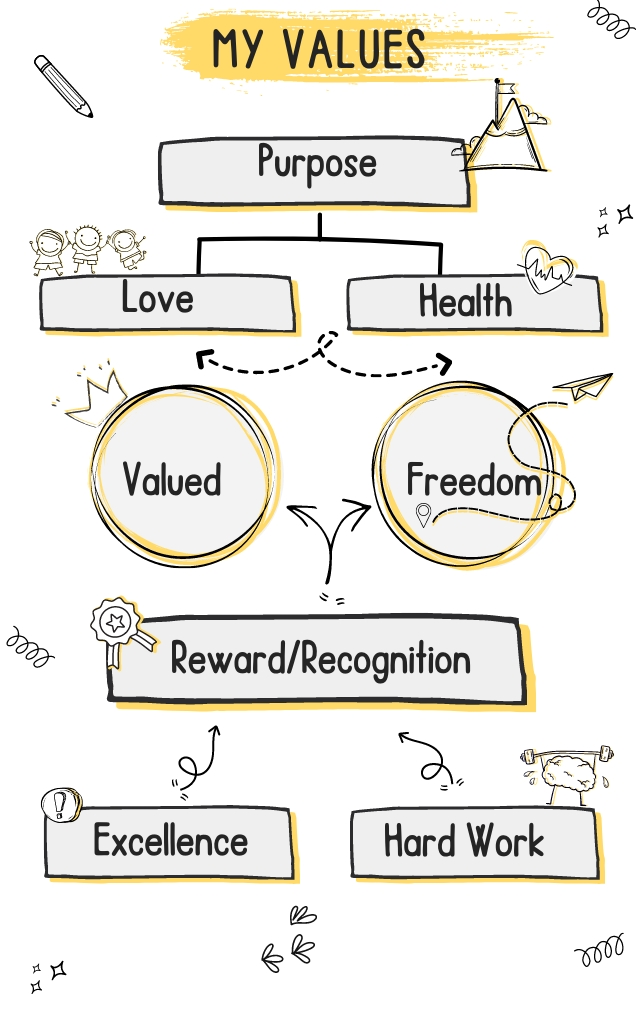 MY VALUES
Purpose
Love
Health
Valued
Freedom
Reward/Recognition
Excellence
Hard Work